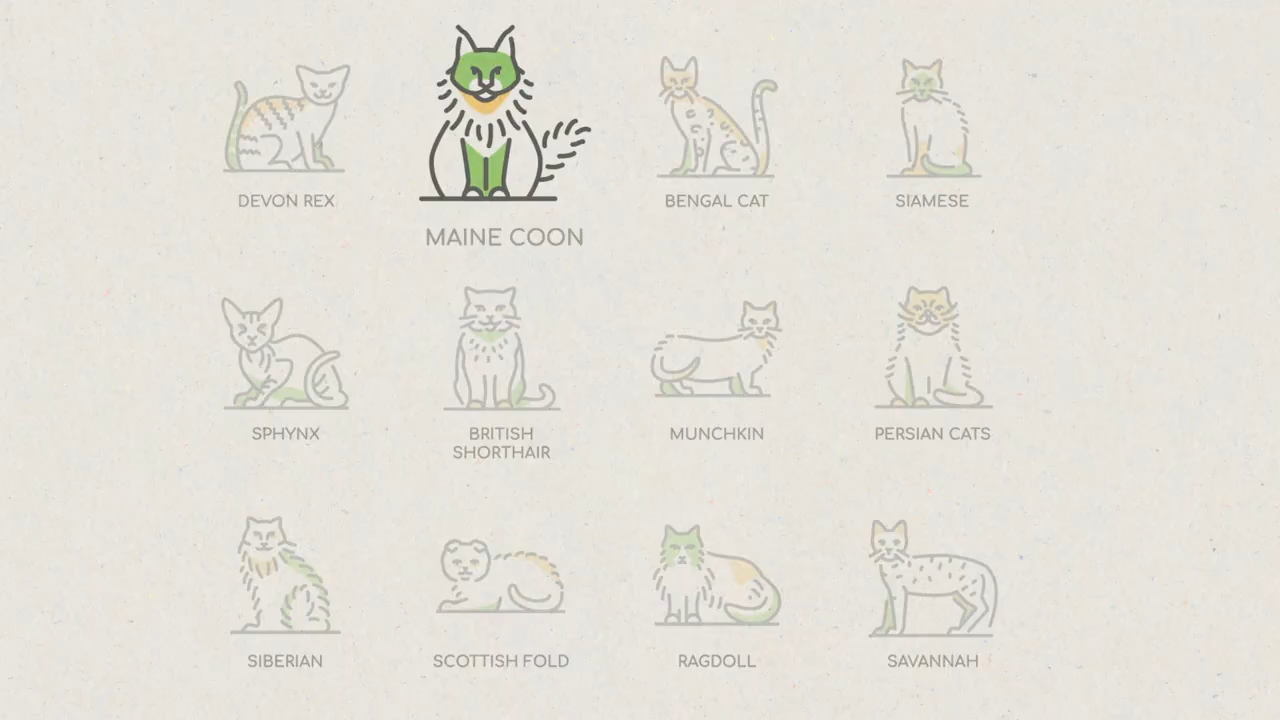 DEVON REX
MAINE COON
BENGAL CAT
SIAMESE
SPHYNX
BRITISH
SHORTHAIR
MUNCHKIN
PERSIAN CATS
SIBERIAN
SCOTTISH FOLD
RAGDOLL
SAVANNAH